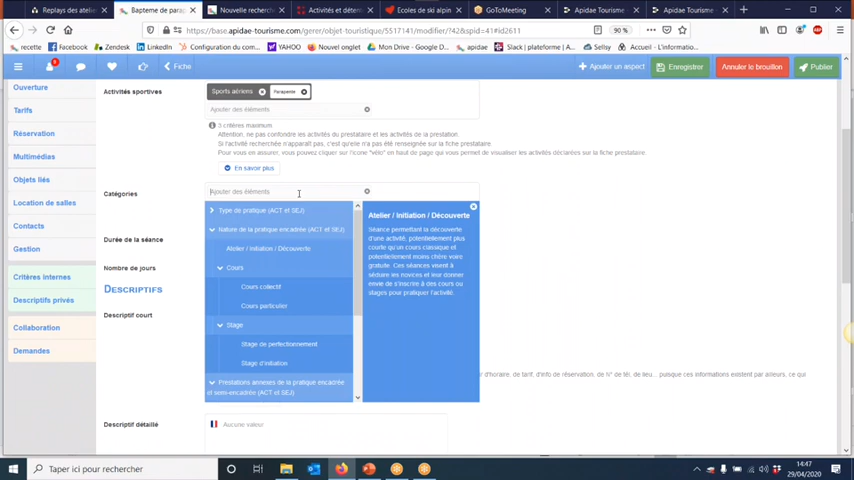 Replays des atelier
Bapteme de parap
Nouvelle recherch
Activités et détente
Ecoles de ski alpin
GoToMeeting
Apidae Tourisme
Apidae Tourisme
https://base.apidae-tourisme.com/gerer/objet-touristique/5517141/modifier/?42&spid=41#id2611
90 %
recette
Facebook
Zendesk
LinkedIn
Configuration du com...
YAHOO
Nouvel onglet
Mon Drive - Google D...
Slack | plateforme | A...
apidae
Sellsy
Accueil - L'informatio...
Fiche
Ajouter un aspect
Enregistrer
Annuler le brouillon
Publier
Ouverture
Tarifs
Réservation
Multimédias
Objets liés
Location de salles
Contacts
Gestion
Critères internes
Descriptifs privés
Collaboration
Demandes
Activités sportives
Sports aériens
Parapente
Ajouter des éléments
3 critères maximum
Attention, ne pas confondre les activités du prestataire et les activités de la prestation.
Si l'activité recherchée n'apparaît pas, c'est qu'elle n'a pas été renseignée sur la fiche prestataire
Pour vous en assurer, vous pouvez cliquer sur l'icone "vélo" en haut de page qui vous permet de visualiser les activités déclarées sur la fiche prestataire.
En savoir plus
Catégories
Ajouter des éléments
Type de pratique (ACT et SEJ)
Nature de la pratique encadrée (ACT et SEJ)
Atelier / Initiation / Découverte
Cours
Cours collectif
Cours particulier
Stage
Stage de perfectionnement
Stage d'initiation
Prestations annexes de la pratique encadrée
et semi-encadrée (ACT et SEJ)
Atelier / Initiation / Découverte
Séance permettant la découverte
d'une activité, potentiellement plus
courte qu'un cours classique et
potentiellement moins chère voire
gratuite. Ces séances visent à
séduire les novices et leur donner
envie de s'inscrire à des cours ou
stages pour pratiquer l'activité.
Durée de la séance
Nombre de jours
DESCRIPTIFS
Descriptif court
d'horaire, de tarif, d'info de réservation, de N° de tél, de lieu... puisque ces informations existent par ailleurs, ce qui
Descriptif détaillé
Aucune valeur
Taper ici pour rechercher
14:47
29/04/2020